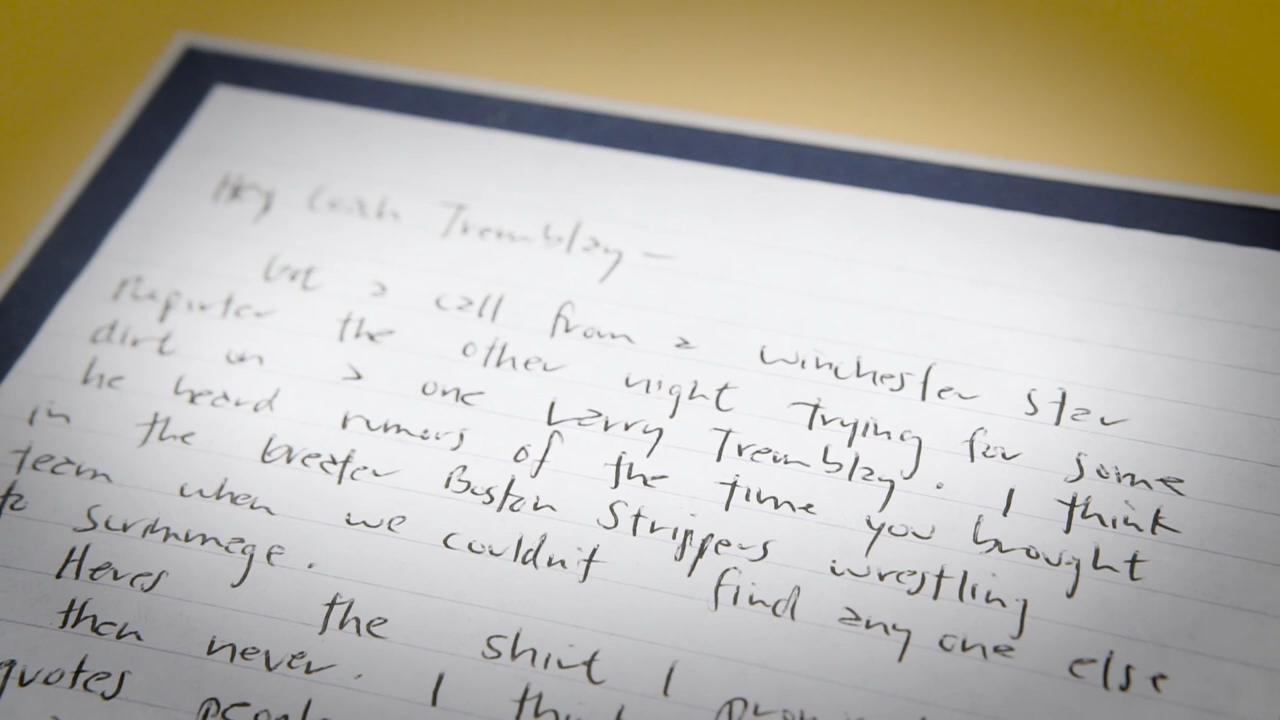 Hey Coach Tremblay -
Got a call from a Winchester Star
Reporter the other night trying for some
dirt on a one Larry Tremblay. I think
he heard rumors of the time you brought
in the Greater Boston Strippers wrestling
team when we couldn't find any one else
to scrimmage.
Heres the shirt I
then never. I
quotes